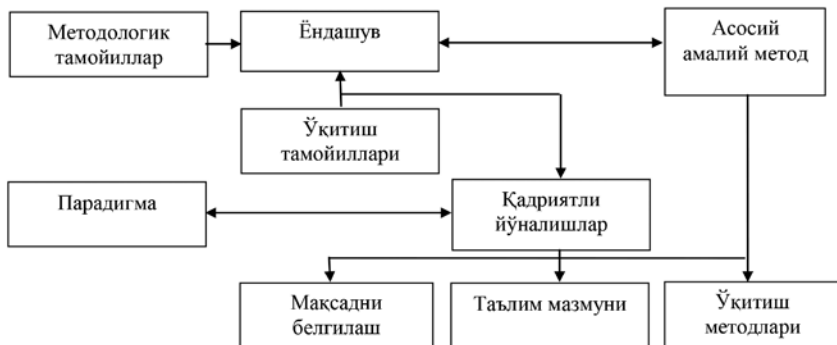 Методологик
тамойиллар
Ёндашув
Асосий
амалий метод
Ўқитиш
тамойиллари
Парадигма
Қадриятли
йўналишлар
Мақсадни
белгилаш
Таълим мазмуни
Ўқитиш
методлари